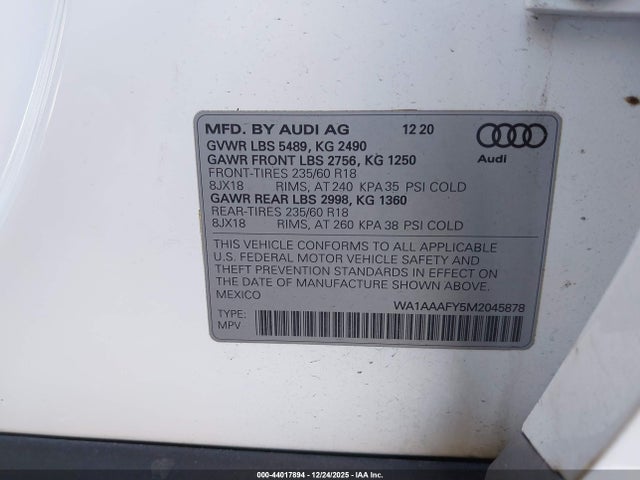 MFD. BY AUDI AG 12 20
GVWR LBS 5489, KG 2490
GAWR FRONT LBS 2756, KG 1250
FRONT-TIRES 235/60 R18
8JX18 RIMS, AT 240 KPA 35 PSI COLD
GAWR REAR LBS 2998, KG 1360
REAR-TIRES 235/60 R18
8JX18 RIMS, AT 260 KPA 38 PSI COLD
Audi
THIS VEHICLE CONFORMS TO ALL APPLICABLE
U.S. FEDERAL MOTOR VEHICLE SAFETY AND
THEFT PREVENTION STANDARDS IN EFFECT ON
THE DATE OF MANUFACTURE SHOWN ABOVE.
MEXICO
WA1AAAFY5M2045878
TYPE:
MPV
000-44017894 - 12/24/2025 - IAA Inc.